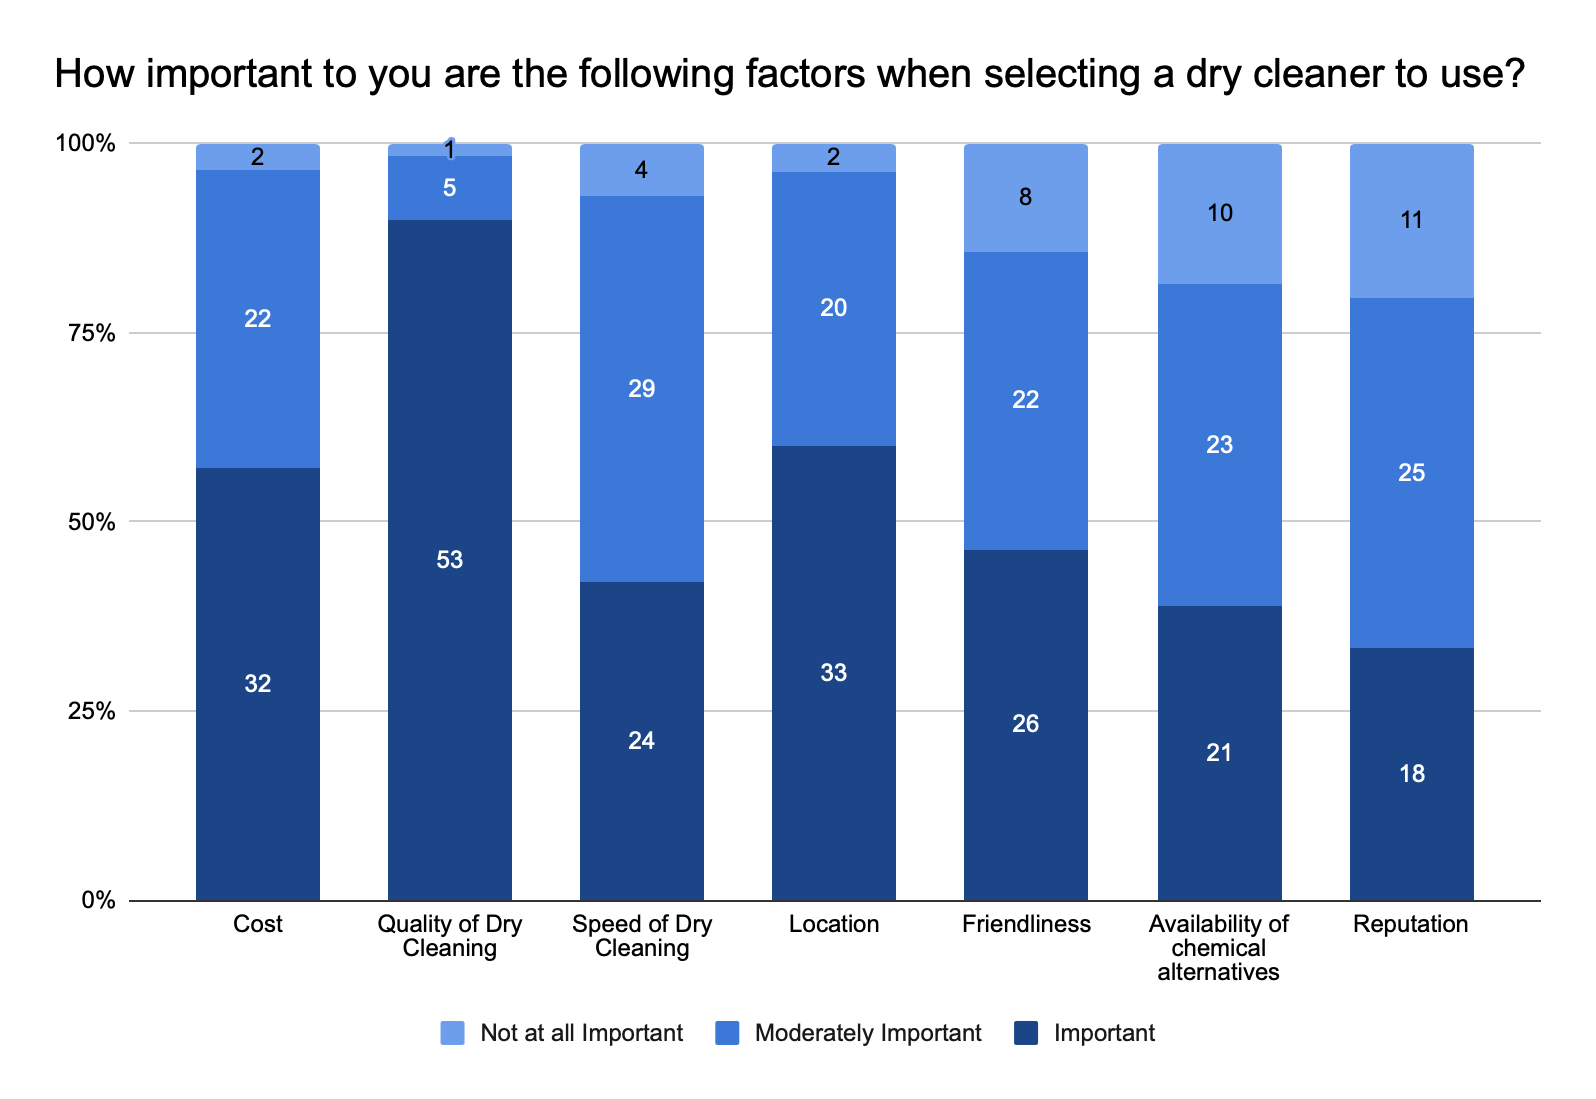 How important to you are the following factors when selecting a dry cleaner to use?
100%
75%
50%
25%
0%
2
22
32
1
5
53
4
29
24
2
20
33
8
22
26
10
23
21
11
25
18
Cost
Quality of Dry
Cleaning
Speed of Dry
Cleaning
Location
Friendliness
Availability of
chemical
alternatives
Reputation
Not at all Important
Moderately Important
Important